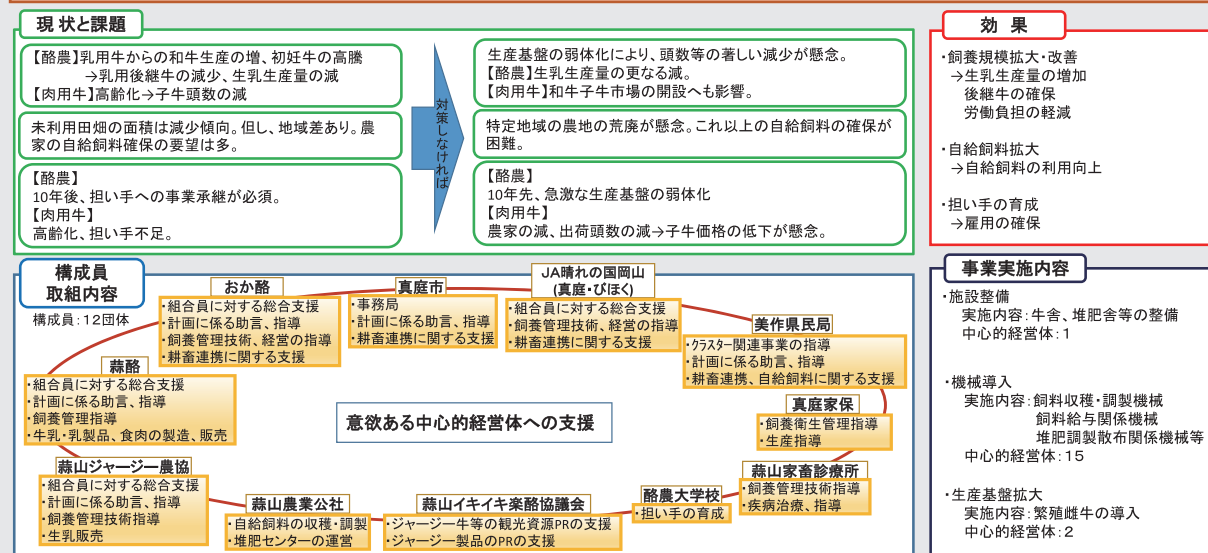 現状と課題
【酪農】乳用牛からの和牛生産の増、初妊牛の高騰
→乳用後継牛の減少、生乳生産量の減
【肉用牛】高齢化→子牛頭数の減
未利用田畑の面積は減少傾向。但し、地域差あり。農
家の自給飼料確保の要望は多。
【酪農】
10年後、担い手への事業承継が必須。
【肉用牛】
高齢化、担い手不足。
対策しなければ
生産基盤の弱体化により、頭数等の著しい減少が懸念。
【酪農】生乳生産量の更なる減。
【肉用牛】和牛子牛市場の開設へも影響。
特定地域の農地の荒廃が懸念。これ以上の自給飼料の確保が
困難。
【酪農】
10年先、急激な生産基盤の弱体化
【肉用牛】
農家の減、出荷頭数の減→子牛価格の低下が懸念。
効果
・飼養規模拡大・改善
→生乳生産量の増加
後継牛の確保
労働負担の軽減
・自給飼料拡大
→自給飼料の利用向上
・担い手の育成
→雇用の確保
構成員
取組内容
構成員:12団体
おか酪
・組合員に対する総合支援
・計画に係る助言、指導
・飼養管理技術、経営の指導
・耕畜連携に関する支援
真庭市
・事務局
・計画に係る助言、指導
・耕畜連携に関する支援
JA晴れの国岡山
(真庭・びほく)
・組合員に対する総合支援
・飼養管理技術、経営の指導
・耕畜連携に関する支援
美作県民局
・クラスター関連事業の指導
・計画に係る助言、指導
・耕畜連携、自給飼料に関する支援
蒜酪
・組合員に対する総合支援
・計画に係る助言、指導
・飼養管理指導
・牛乳・乳製品、食肉の製造、販売
意欲ある中心的経営体への支援
真庭家保
・飼養衛生管理指導
・生産指導
蒜山ジャージー農協
・組合員に対する総合支援
・計画に係る助言、指導
・飼養管理技術指導
・生乳販売
蒜山農業公社
・自給飼料の収穫・調製
・堆肥センターの運営
蒜山イキイキ楽酪協議会
・ジャージー牛等の観光資源PRの支援
・ジャージー製品のPRの支援
酪農大学校
・担い手の育成
蒜山家畜診療所
・飼養管理技術指導
・疾病治療、指導
事業実施内容
・施設整備
実施内容:牛舎、堆肥舎等の整備
中心的経営体:1
・機械導入
実施内容:飼料収穫・調製機械
飼料給与関係機械
堆肥調製散布関係機械等
中心的経営体:15
・生産基盤拡大
実施内容:繁殖雌牛の導入
中心的経営体:2